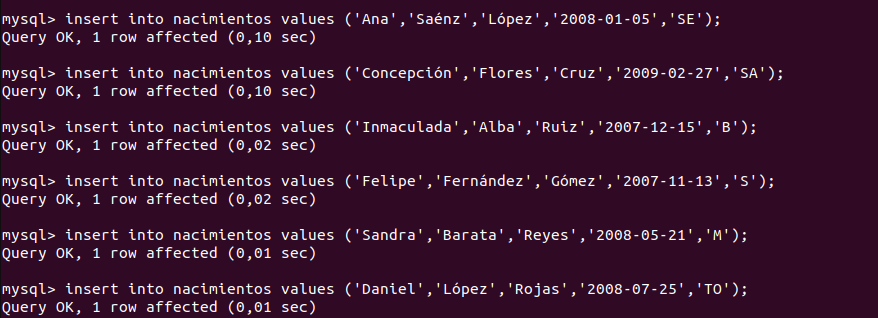 mysql> insert into nacimientos values ('Ana','Saénz','López','2008-01-05','SE');
Query OK, 1 row affected (0,10 sec)
mysql> insert into nacimientos values ('Concepción','Flores','Cruz','2009-02-27','SA');
Query OK, 1 row affected (0,10 sec)
mysql> insert into nacimientos values ('Inmaculada','Alba','Ruiz','2007-12-15','B');
Query OK, 1 row affected (0,02 sec)
mysql> insert into nacimientos values ('Felipe','Fernández','Gómez','2007-11-13','S');
Query OK, 1 row affected (0,02 sec)
mysql> insert into nacimientos values ('Sandra','Barata','Reyes','2008-05-21','M');
Query OK, 1 row affected (0,01 sec)
mysql> insert into nacimientos values ('Daniel','López','Rojas','2008-07-25','TO');
Query OK, 1 row affected (0,01 sec)